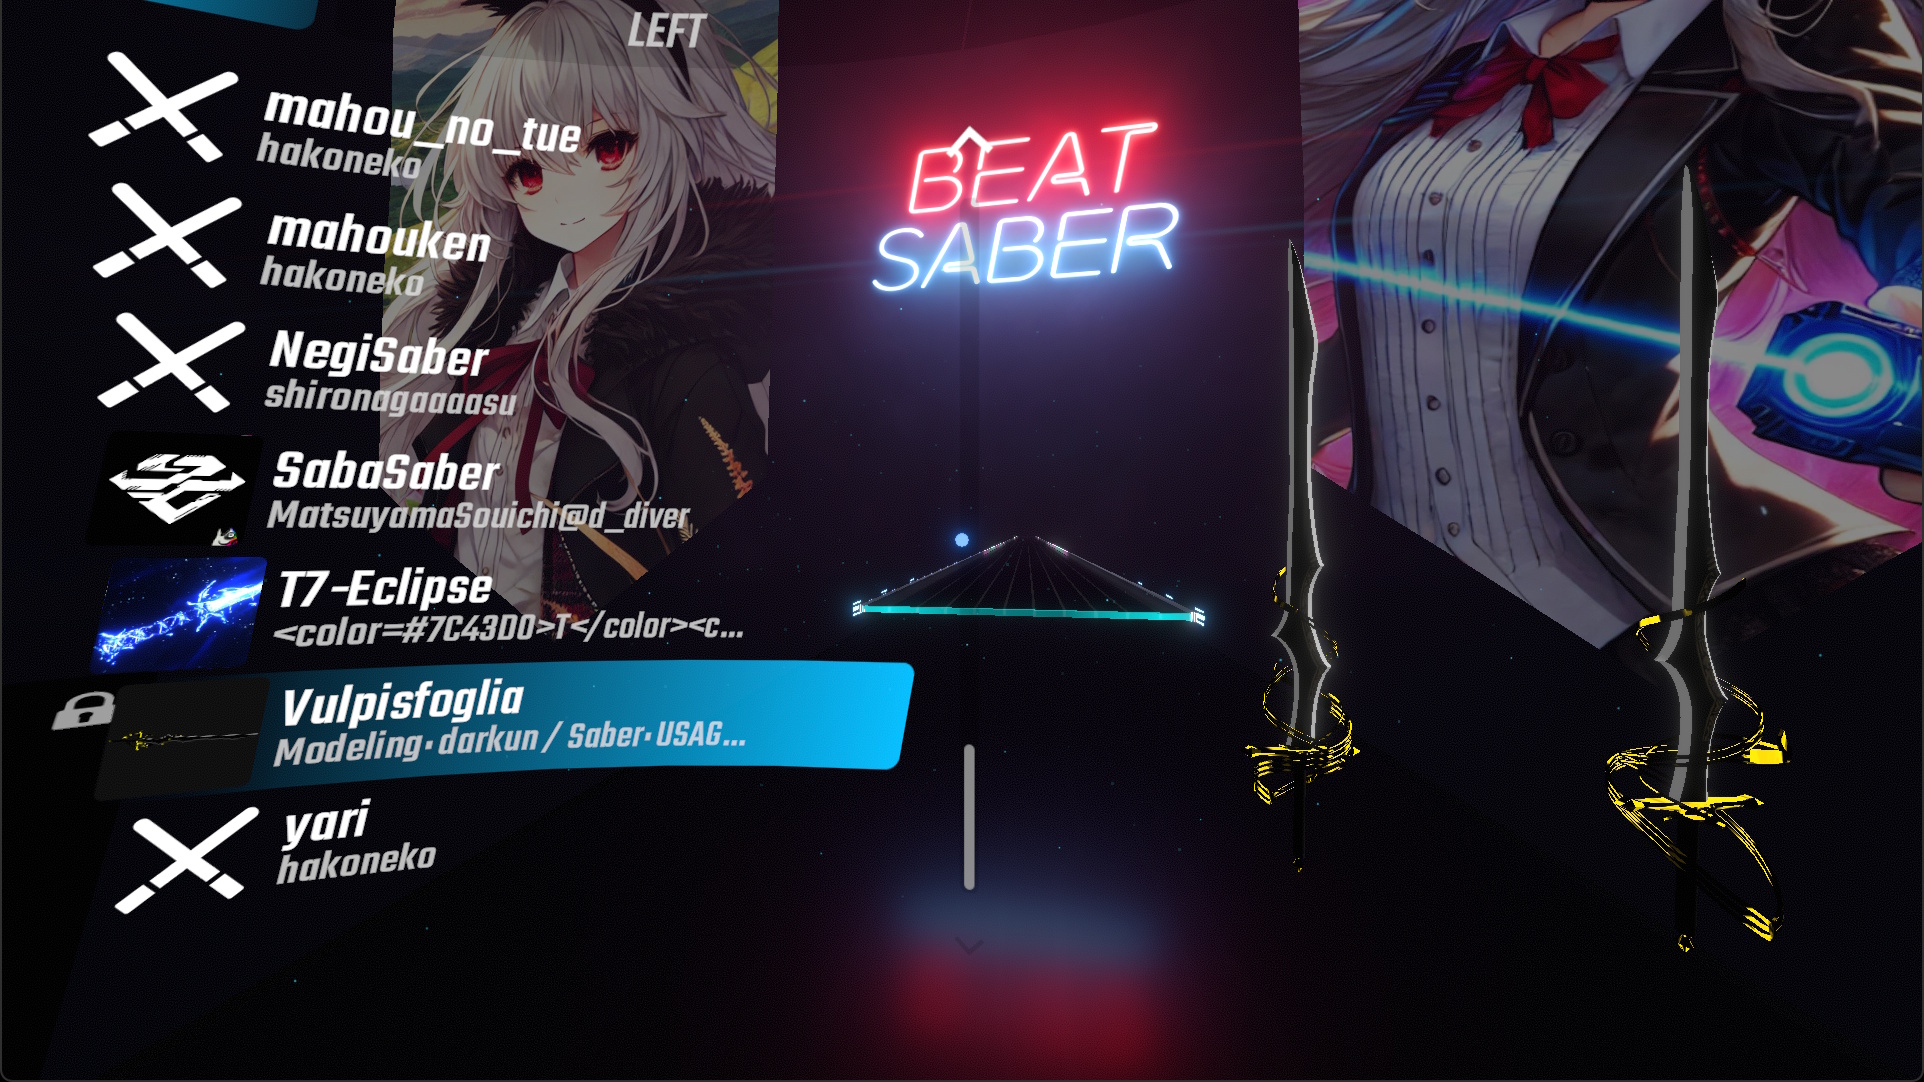 LEFT
mahou_no_tue
hakoneko
mahouken
hakoneko
NegiSaber
shironagaaaasu
SabaSaber
MatsuyamaSouichi@d_diver
T7-Eclipse
<color=#7C43D0>T</color><c...
Vulpisfoglia
Modeling·darkun / Saber·USAG...
yari
hakoneko
BEAT
SABER